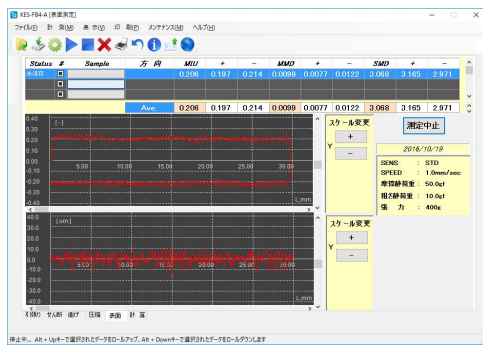 KES-FB4-A [表面測定]
ファイル(F) 計 測(M) 表 示(V) 印 刷(P) メンテナンス(M) ヘルプ(H)
Status # Sample 方 向 MIU + − MMD + − SMD + −
未保存 0.206 0.197 0.214 0.0099 0.0077 0.0122 3.068 3.165 2.971
Ave. 0.206 0.197 0.214 0.0099 0.0077 0.0122 3.068 3.165 2.971
スケール変更
測定中止
Y
+
−
2016/10/19
SENS : STD
SPEED : 1.0mm/sec
摩擦静荷重 : 50.0gf
粗さ静荷重 : 10.0gf
張 力 : 400g
[-]
0.40
0.30
0.20
0.10
0.00
-0.10
-0.20
-0.30
-0.40
5.00 10.00 15.00 20.00 25.00 30.00
L,mm
スケール変更
Y
+
−
[um]
40.0
30.0
20.0
10.0
0.0
-10.0
-20.0
-30.0
-40.0
5.00 10.00 15.00 20.00 25.00 30.00
L,mm
引張り せん断 曲げ 圧縮 表面 計 算
停止中... Alt + Upキーで選択されたデータをロールアップ、Alt + Downキーで選択されたデータをロールダウンします